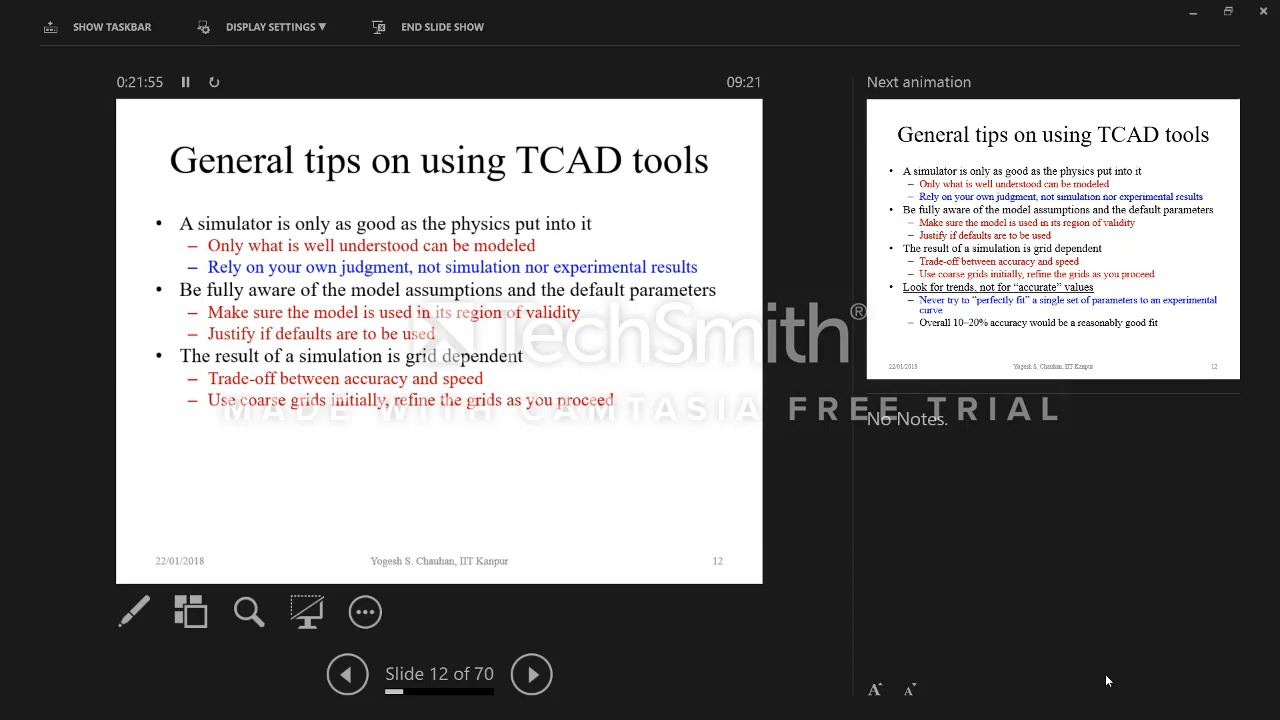 SHOW TASKBAR
DISPLAY SETTINGS ▼
END SLIDE SHOW
0:21:55
09:21
General tips on using TCAD tools
• A simulator is only as good as the physics put into it
– Only what is well understood can be modeled
– Rely on your own judgment, not simulation nor experimental results
• Be fully aware of the model assumptions and the default parameters
– Make sure the model is used in its region of validity
– Justify if defaults are to be used
• The result of a simulation is grid dependent
– Trade-off between accuracy and speed
– Use coarse grids initially, refine the grids as you proceed
22/01/2018
Yogesh S. Chauhan, IIT Kanpur
12
TechSmith®
MADE WITH CAMTASIA FREE TRIAL
Slide 12 of 70
Next animation
General tips on using TCAD tools
• A simulator is only as good as the physics put into it
– Only what is well understood can be modeled
– Rely on your own judgment, not simulation nor experimental results
• Be fully aware of the model assumptions and the default parameters
– Make sure the model is used in its region of validity
– Justify if defaults are to be used
• The result of a simulation is grid dependent
– Trade-off between accuracy and speed
– Use coarse grids initially, refine the grids as you proceed
• Look for trends, not for “accurate” values
– Never try to “perfectly fit” a single set of parameters to an experimental
curve
– Overall 10–20% accuracy would be a reasonably good fit
22/01/2018
Yogesh S. Chauhan, IIT Kanpur
12
No Notes.
A A